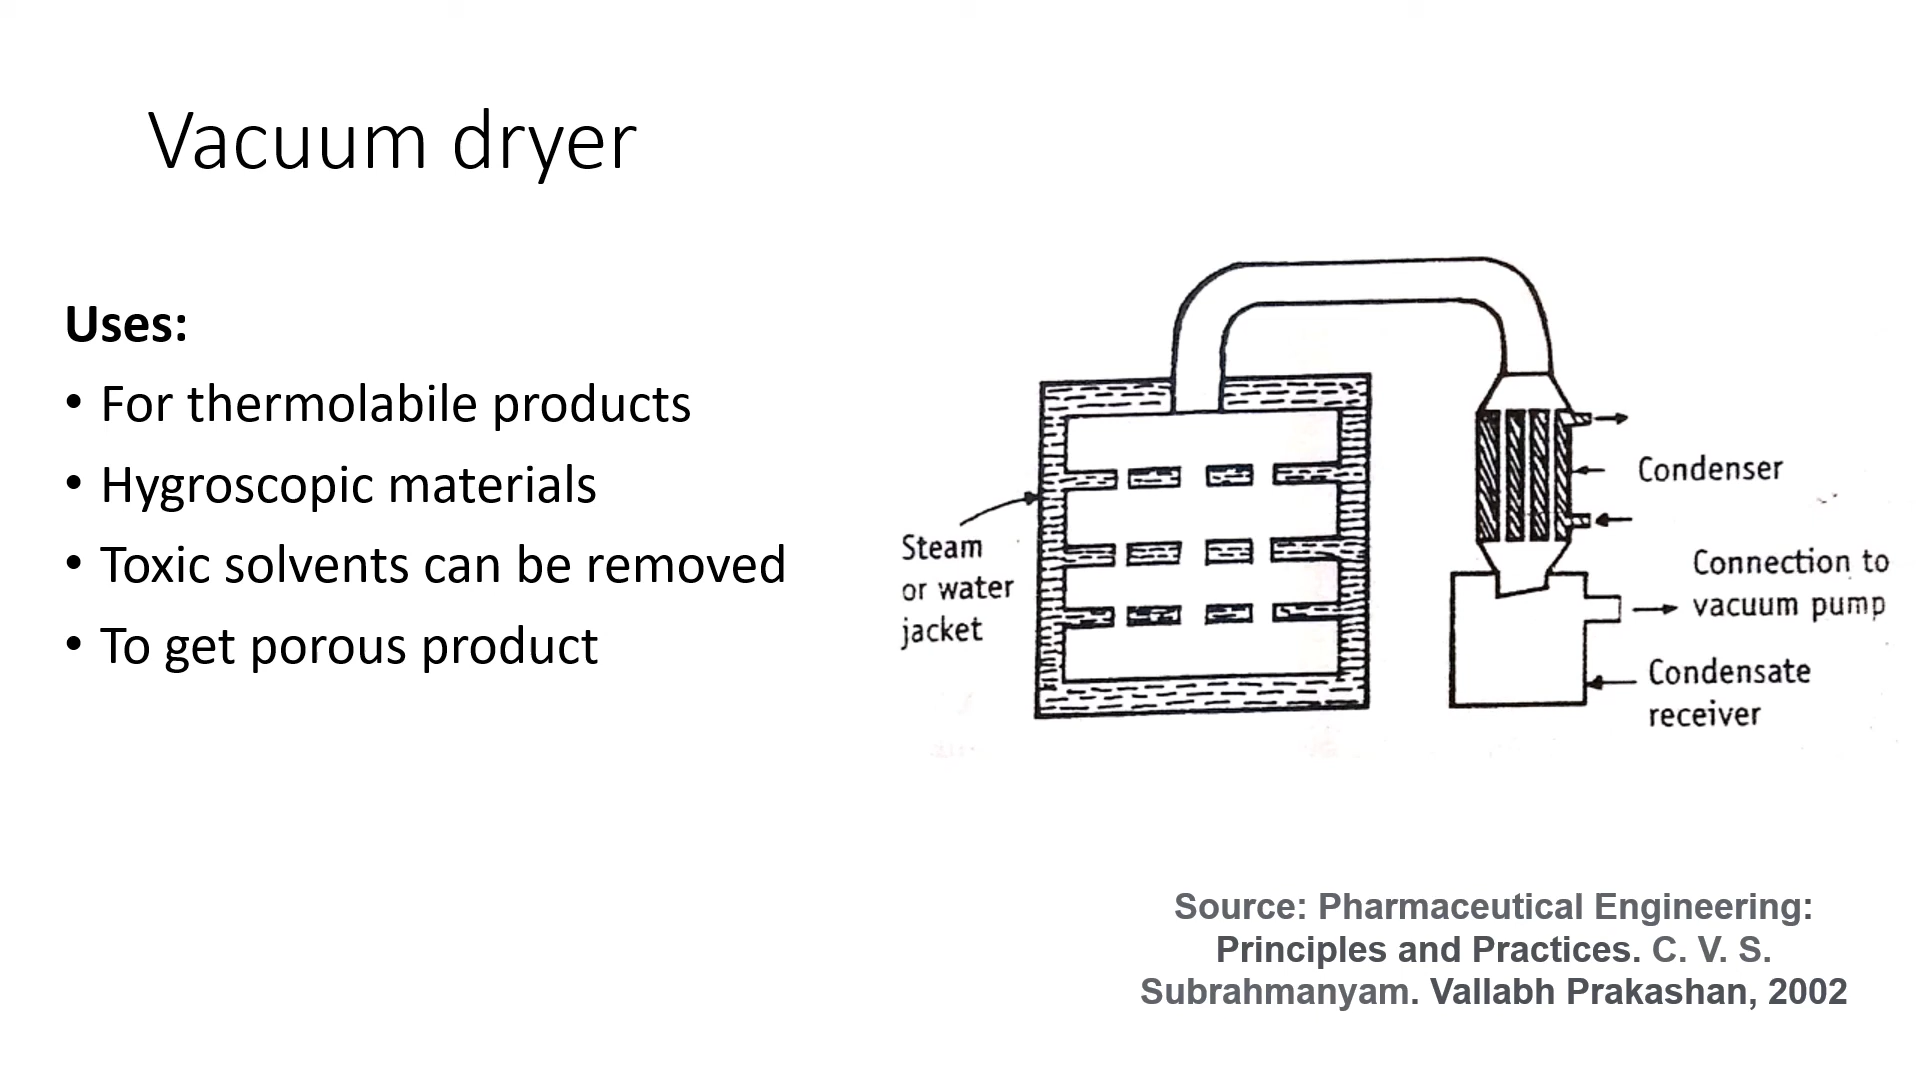 Vacuum dryer
Uses:
• For thermolabile products
• Hygroscopic materials
• Toxic solvents can be removed
• To get porous product
Steam
or water
jacket
Condenser
Connection to
vacuum pump
Condensate
receiver
Source: Pharmaceutical Engineering:
Principles and Practices. C. V. S.
Subrahmanyam. Vallabh Prakashan, 2002